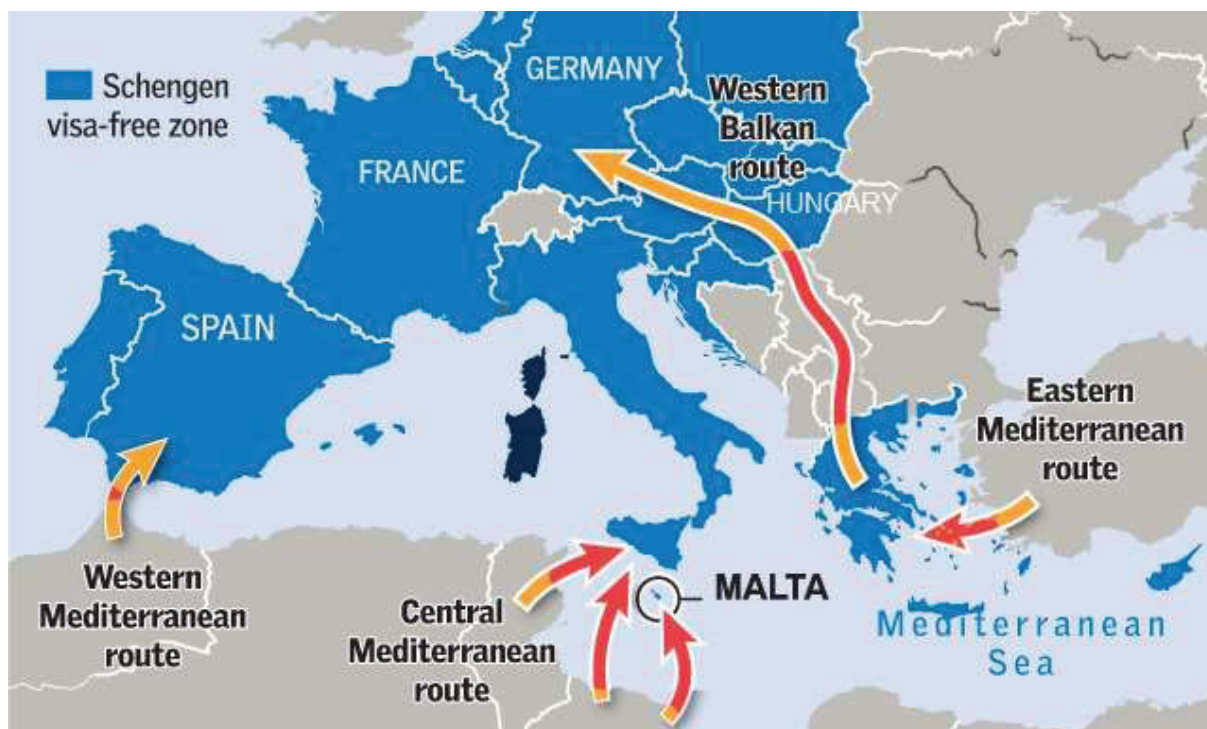 Schengen
visa-free zone
GERMANY
Western
Balkan
route
FRANCE
HUNGARY
SPAIN
Eastern
Mediterranean
route
Western
Mediterranean
route
Central
Mediterranean
route
MALTA
Mediterranean
Sea